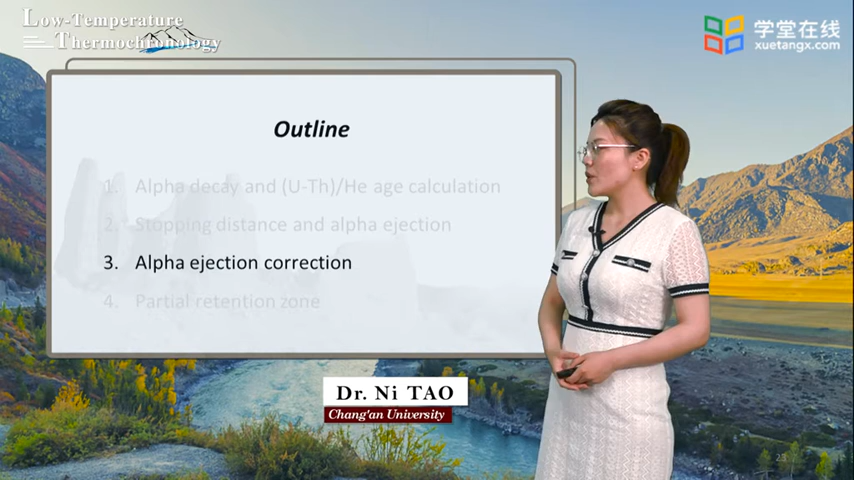 Low-Temperature
Thermochronology
学堂在线
xuetangx.com
Outline
1. Alpha decay and (U-Th)/He age calculation
2. Stopping distance and alpha ejection
3. Alpha ejection correction
4. Partial retention zone
Dr. Ni TAO
Chang'an University